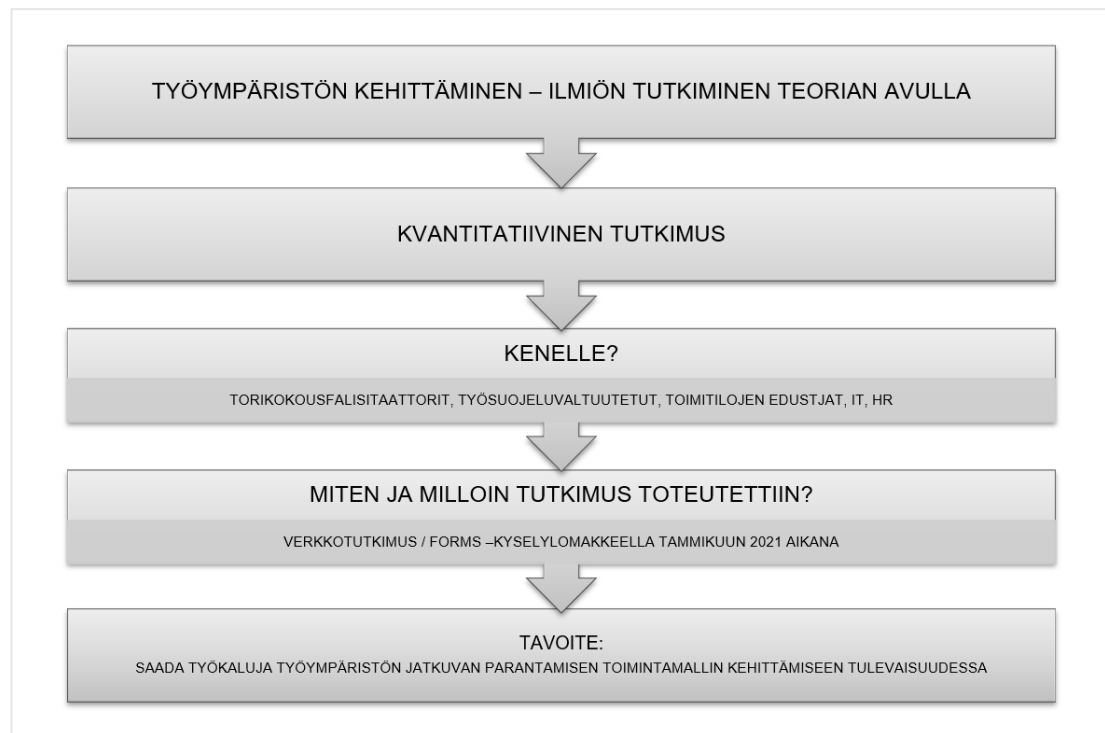 TYÖYMPÄRISTÖN KEHITTÄMINEN – ILMIÖN TUTKIMINEN TEORIAN AVULLA
KVANTITATIIVINEN TUTKIMUS
KENELLE?
TORIKOKOUSFALISITAATTORIT, TYÖSUOJELUVALTUUTETUT, TOIMITILOJEN EDUSTJAT, IT, HR
MITEN JA MILLOIN TUTKIMUS TOTEUTETTIIN?
VERKKOTUTKIMUS / FORMS –KYSELYLOMAKKEELLA TAMMIKUUN 2021 AIKANA
TAVOITE:
SAADA TYÖKALUJA TYÖYMPÄRISTÖN JATKUVAN PARANTAMISEN TOIMINTAMALLIN KEHITTÄMISEEN TULEVAISUUDESSA